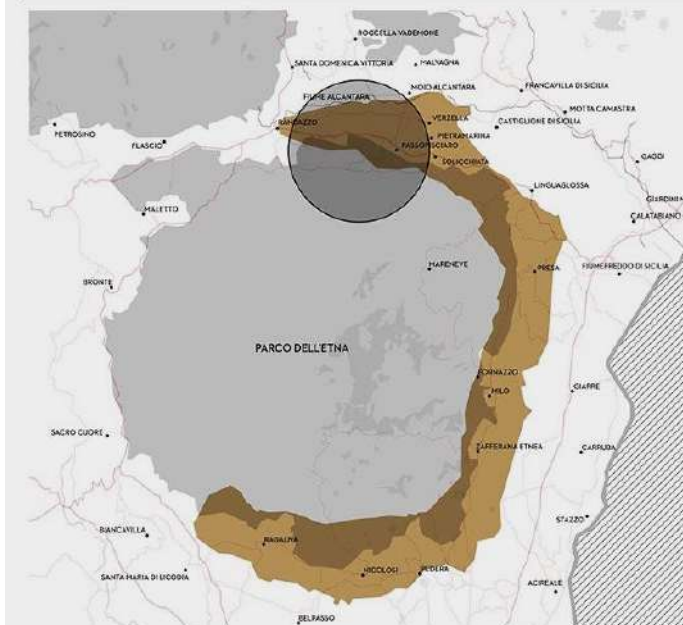 ROCCELLA VADEMONE
SANTA DOMENICA VITTORIA
MALVAGNA
FIUME ALCANTARA
MOIO ALCANTARA
FRANCAVILLA DI SICILIA
MOTTA CAMASTRA
PETROSINO
RANDAZZO
VERZELLA
CASTIGLIONE DI SICILIA
PIETRAMARINA
FLASCIO
PASSOPISCIARO
SOLICCHIATA
GAGGI
LINGUAGLOSSA
GIARDINI N
MALETTO
CALATABIANO
MARENEVE
PRESA
FIUMEFREDDO DI SICILIA
BRONTE
PARCO DELL'ETNA
FORNAZZO
MILO
GIARRE
SACRO CUORE
ZAFFERANA ETNEA
CARRUBA
STAZZO
BIANCAVILLA
RAGALNA
SANTA MARIA DI LICODIA
NICOLOSI
PEDARA
ACIREALE
BELPASSO